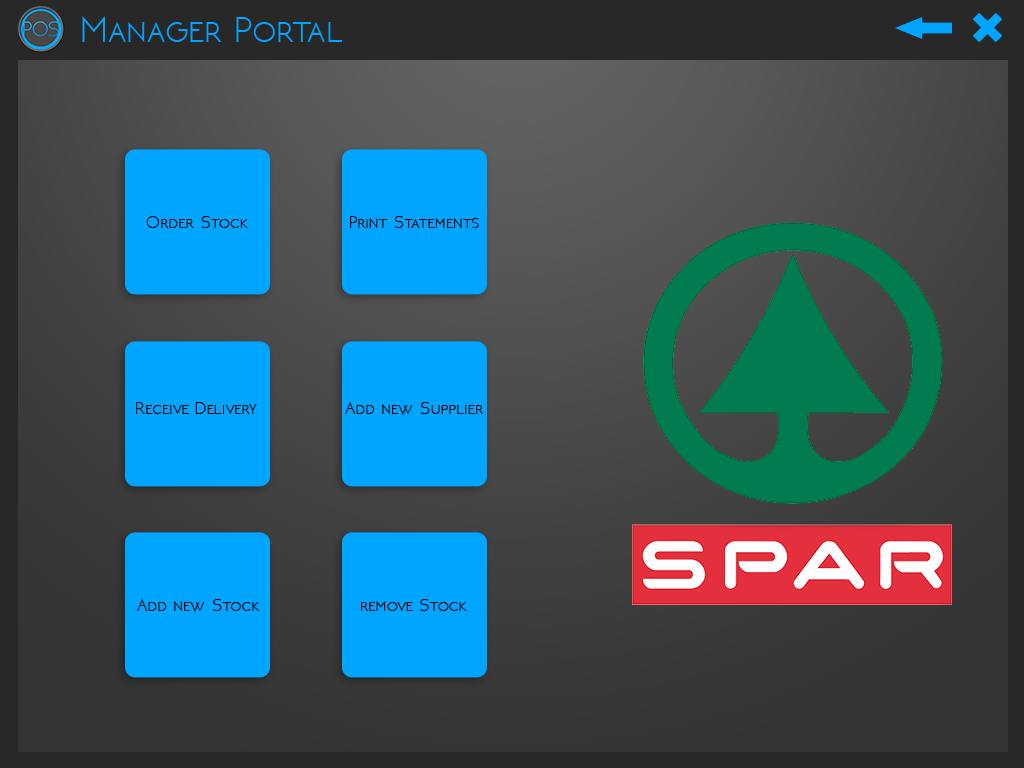 POS
Manager Portal
Order Stock
Print Statements
Receive Delivery
Add new Supplier
Add new Stock
remove Stock
SPAR